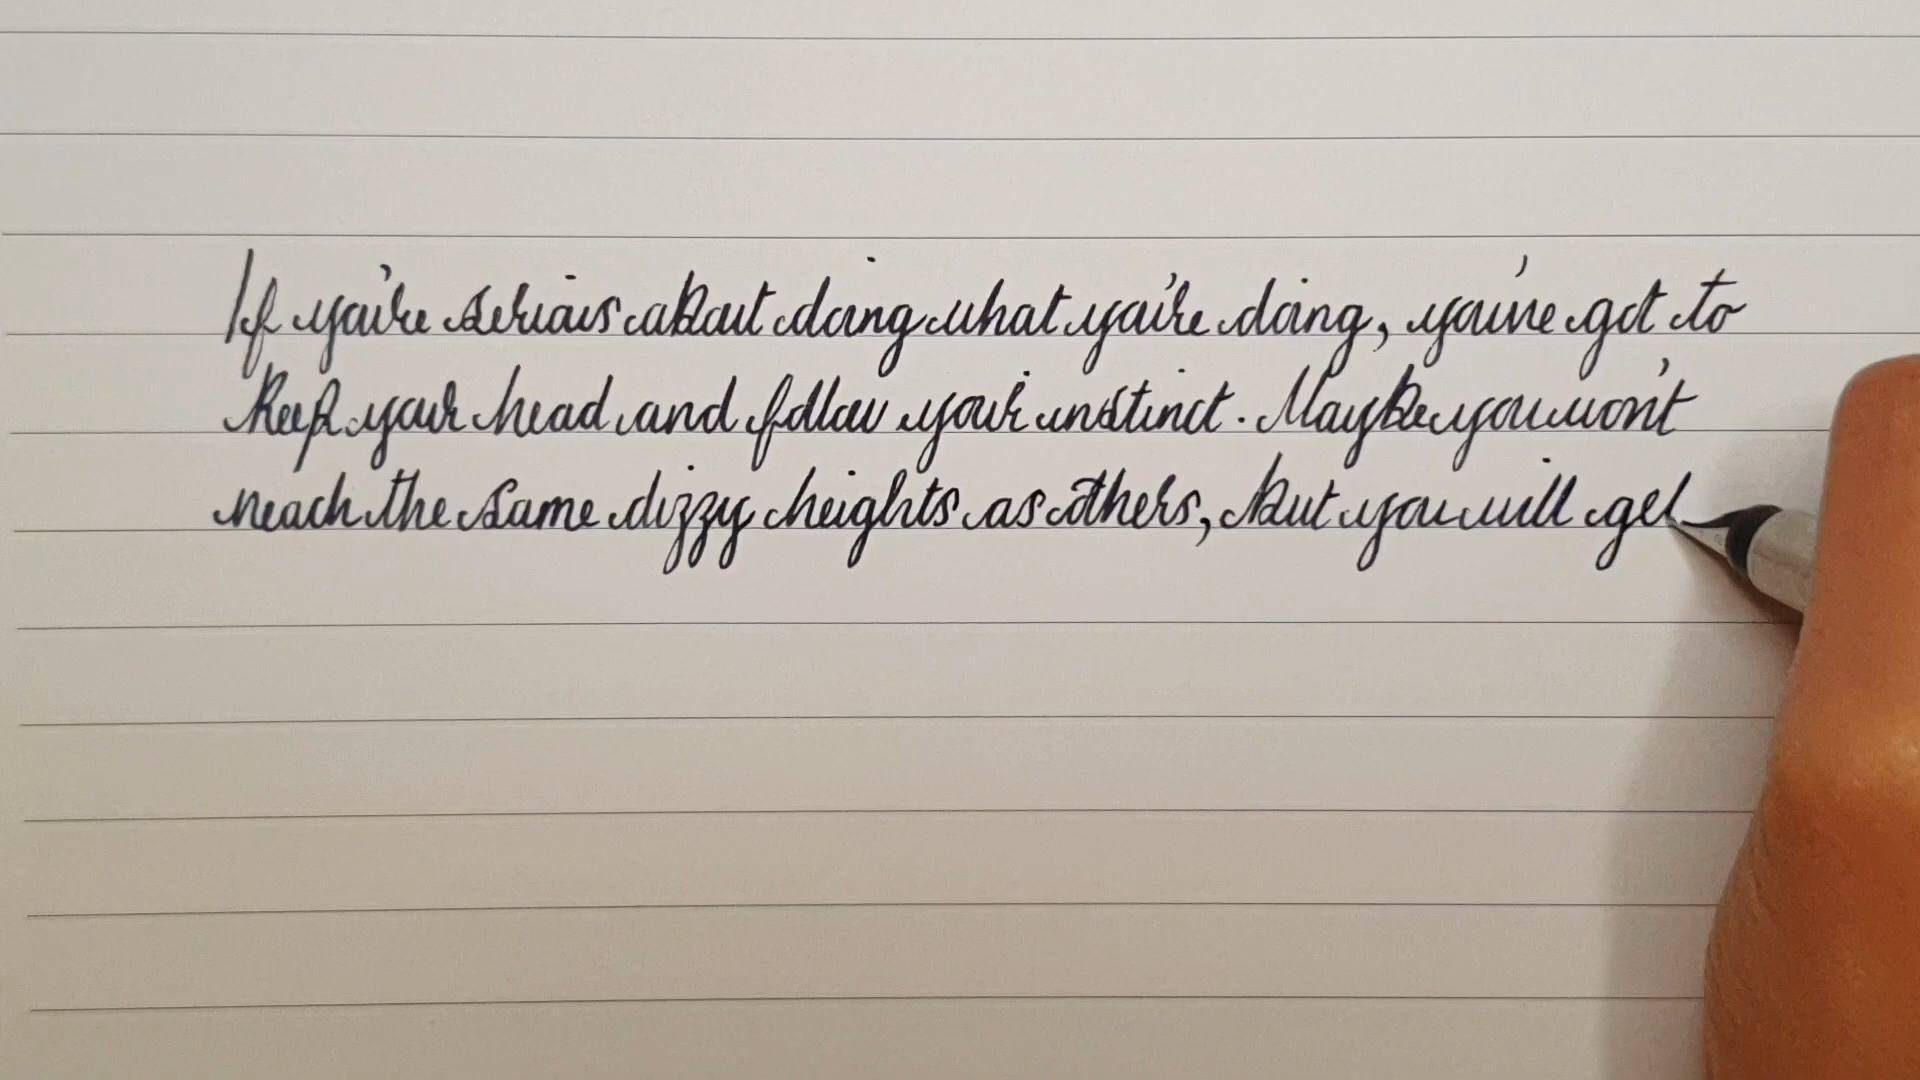 If you're serious about doing what you're doing, you've got to
keep your head and follow your instinct. Maybe you won't
reach the same dizzy heights as others, but you will get